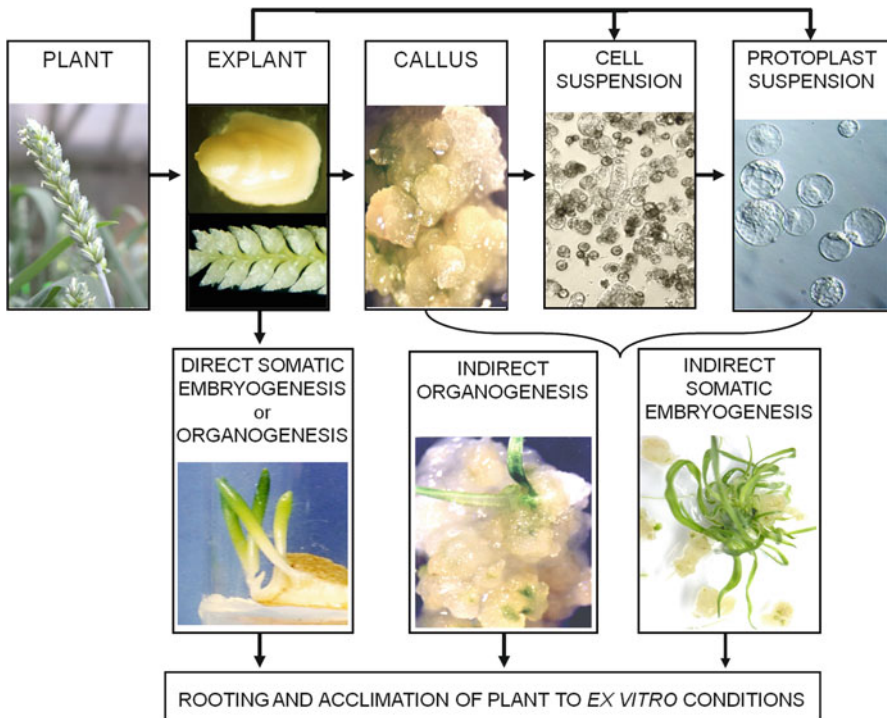 PLANT
EXPLANT
CALLUS
CELL
SUSPENSION
PROTOPLAST
SUSPENSION
DIRECT SOMATIC
EMBRYOGENESIS
or
ORGANOGENESIS
INDIRECT
ORGANOGENESIS
INDIRECT
SOMATIC
EMBRYOGENESIS
ROOTING AND ACCLIMATION OF PLANT TO EX VITRO CONDITIONS